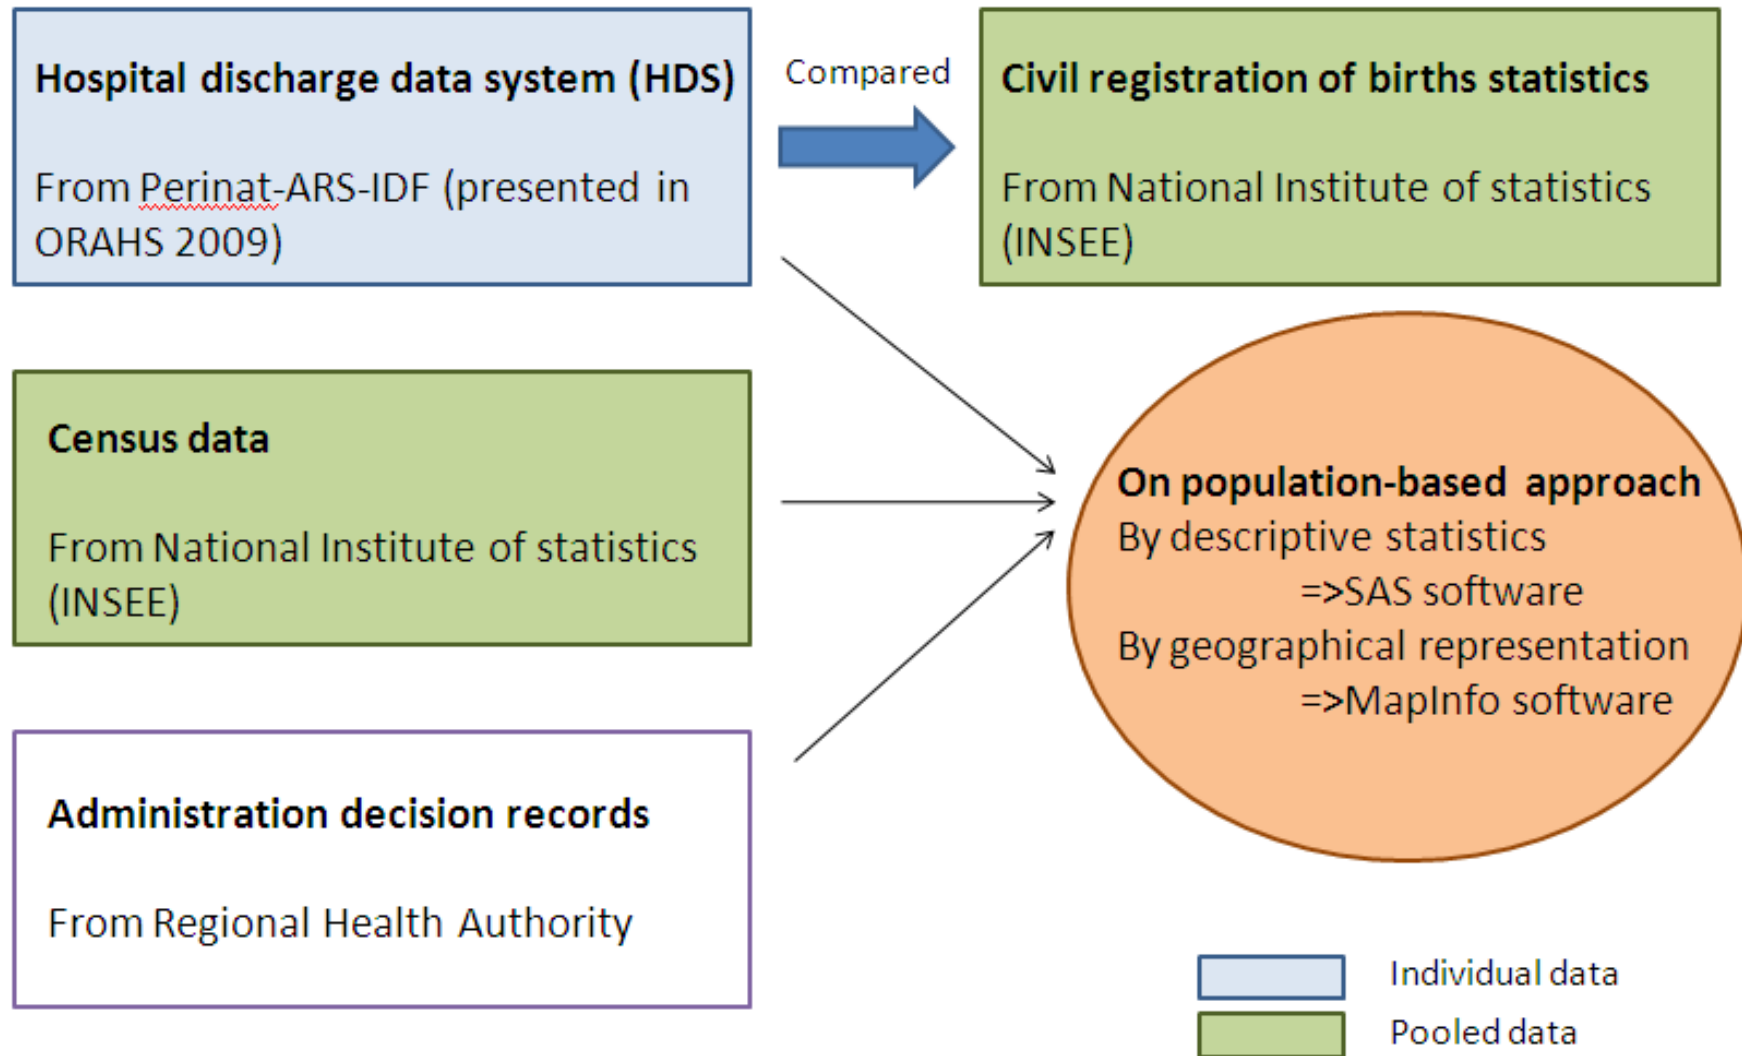 Hospital discharge data system (HDS)
From Perinat-ARS-IDF (presented in
ORAHS 2009)
Compared
Civil registration of births statistics
From National Institute of statistics
(INSEE)
Census data
From National Institute of statistics
(INSEE)
On population-based approach
By descriptive statistics
=>SAS software
By geographical representation
=>MapInfo software
Administration decision records
From Regional Health Authority
Individual data
Pooled data